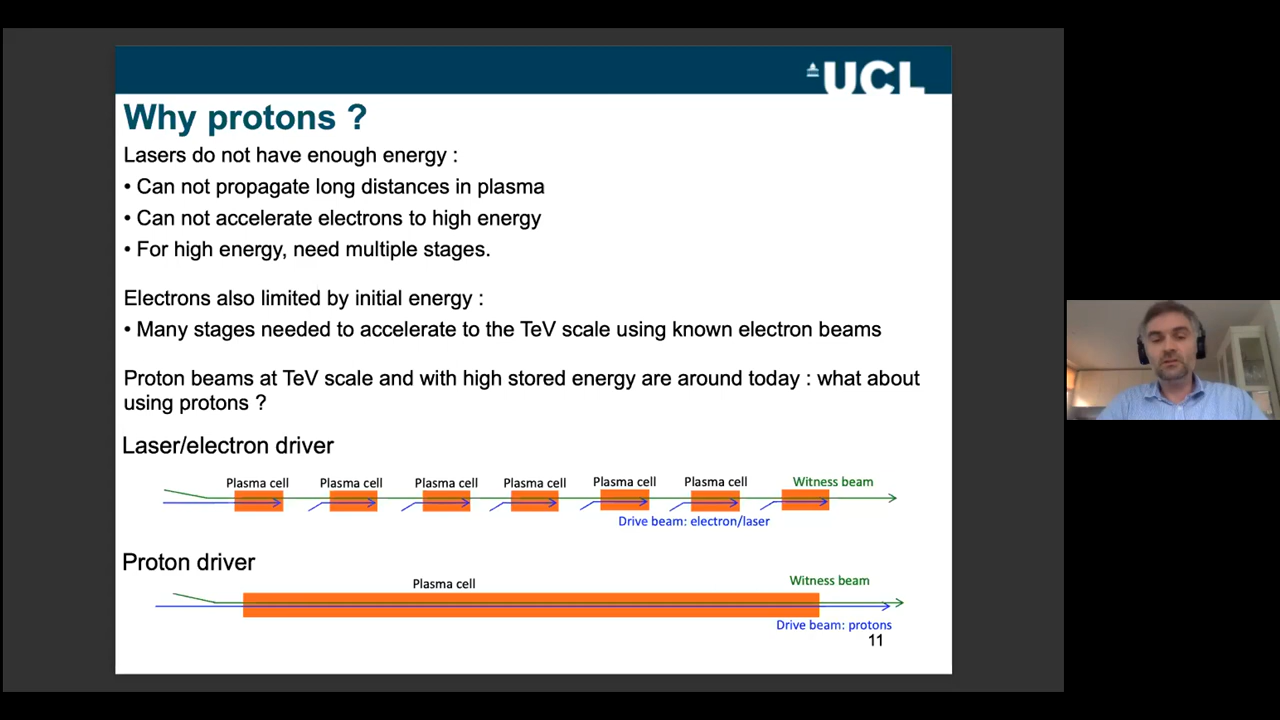 UCL
Why protons ?
Lasers do not have enough energy :
• Can not propagate long distances in plasma
• Can not accelerate electrons to high energy
• For high energy, need multiple stages.
Electrons also limited by initial energy :
• Many stages needed to accelerate to the TeV scale using known electron beams
Proton beams at TeV scale and with high stored energy are around today : what about
using protons ?
Laser/electron driver
Plasma cell Plasma cell Plasma cell Plasma cell Plasma cell Plasma cell Witness beam
Drive beam: electron/laser
Proton driver
Plasma cell Witness beam
Drive beam: protons
11